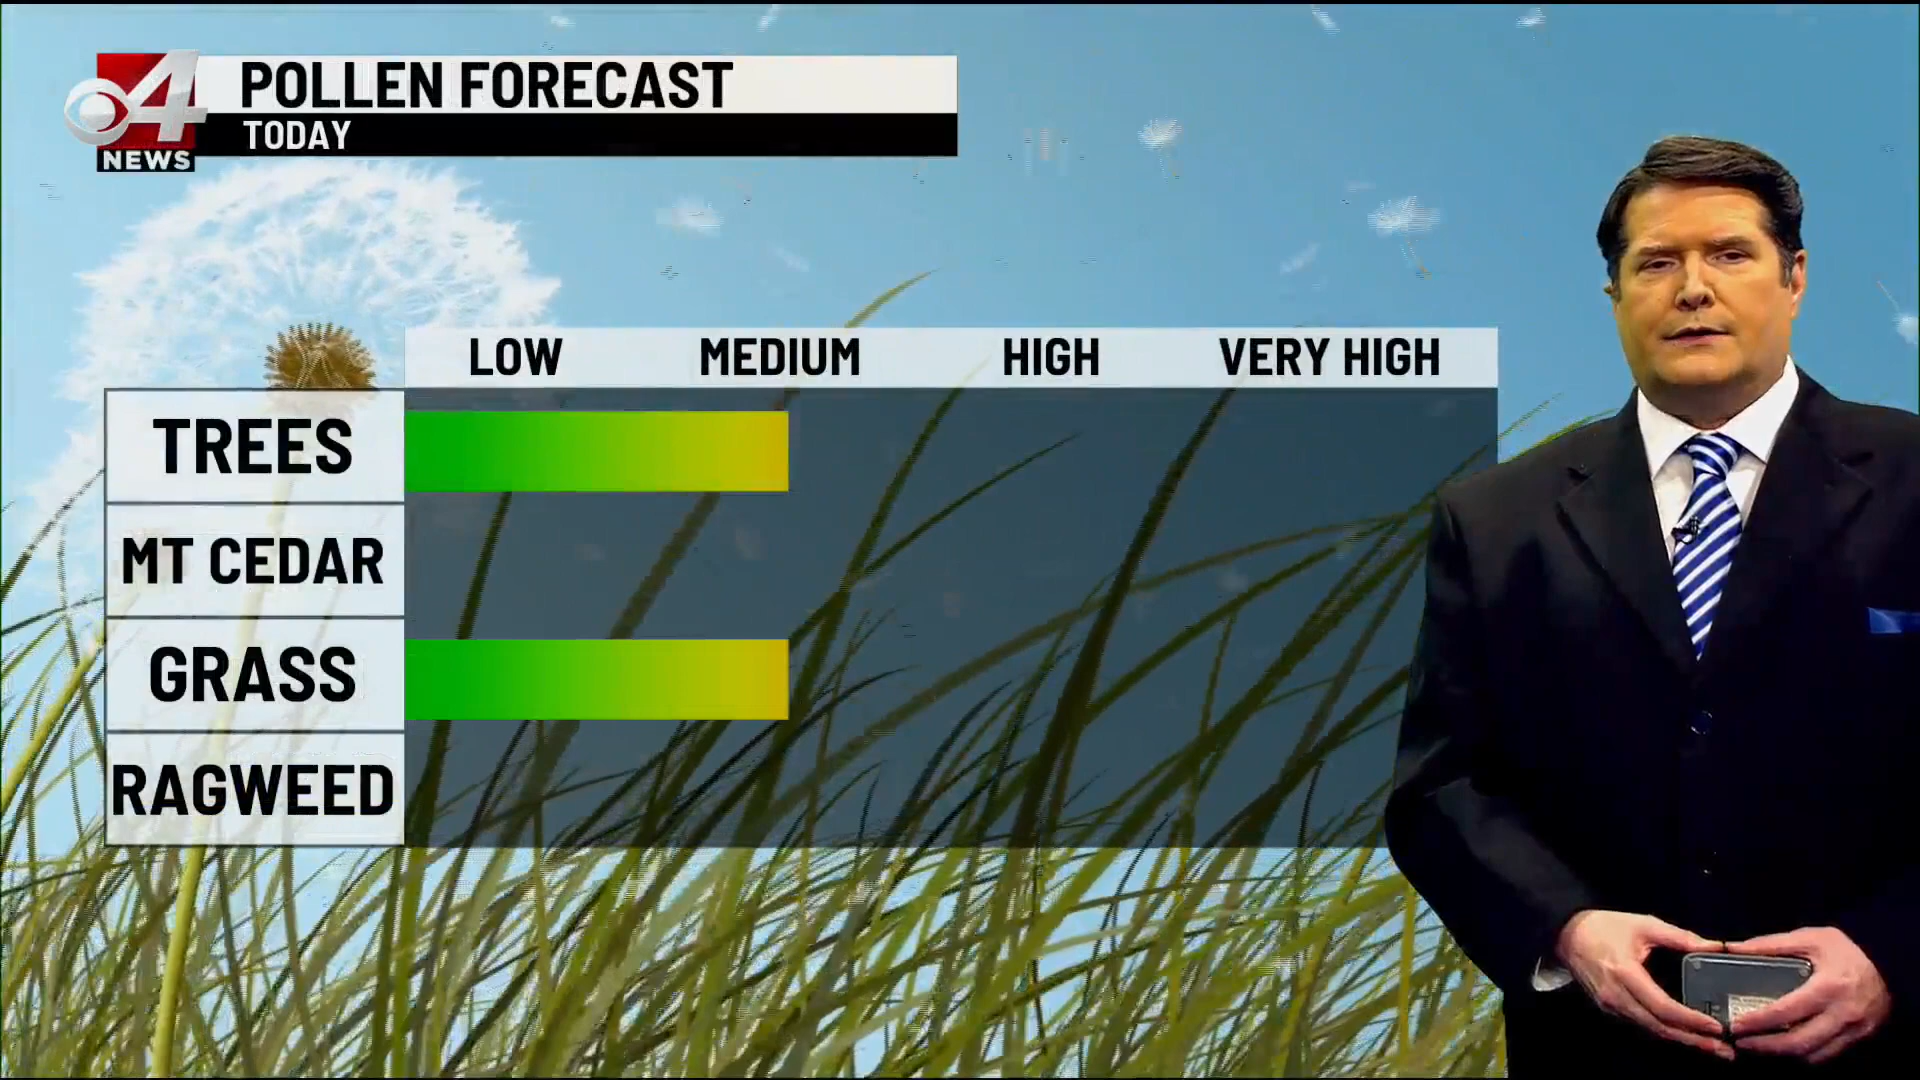 4
NEWS
POLLEN FORECAST
TODAY
LOW MEDIUM HIGH VERY HIGH
TREES
MT CEDAR
GRASS
RAGWEED